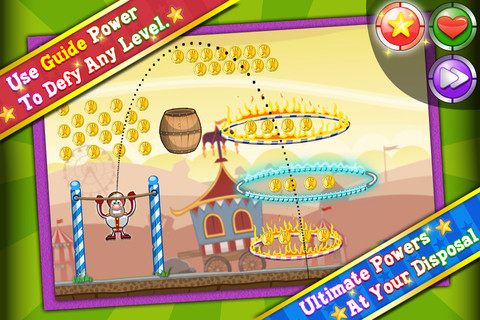 Use Guide Power
To Defy Any Level.
Ultimate Powers
At Your Disposal